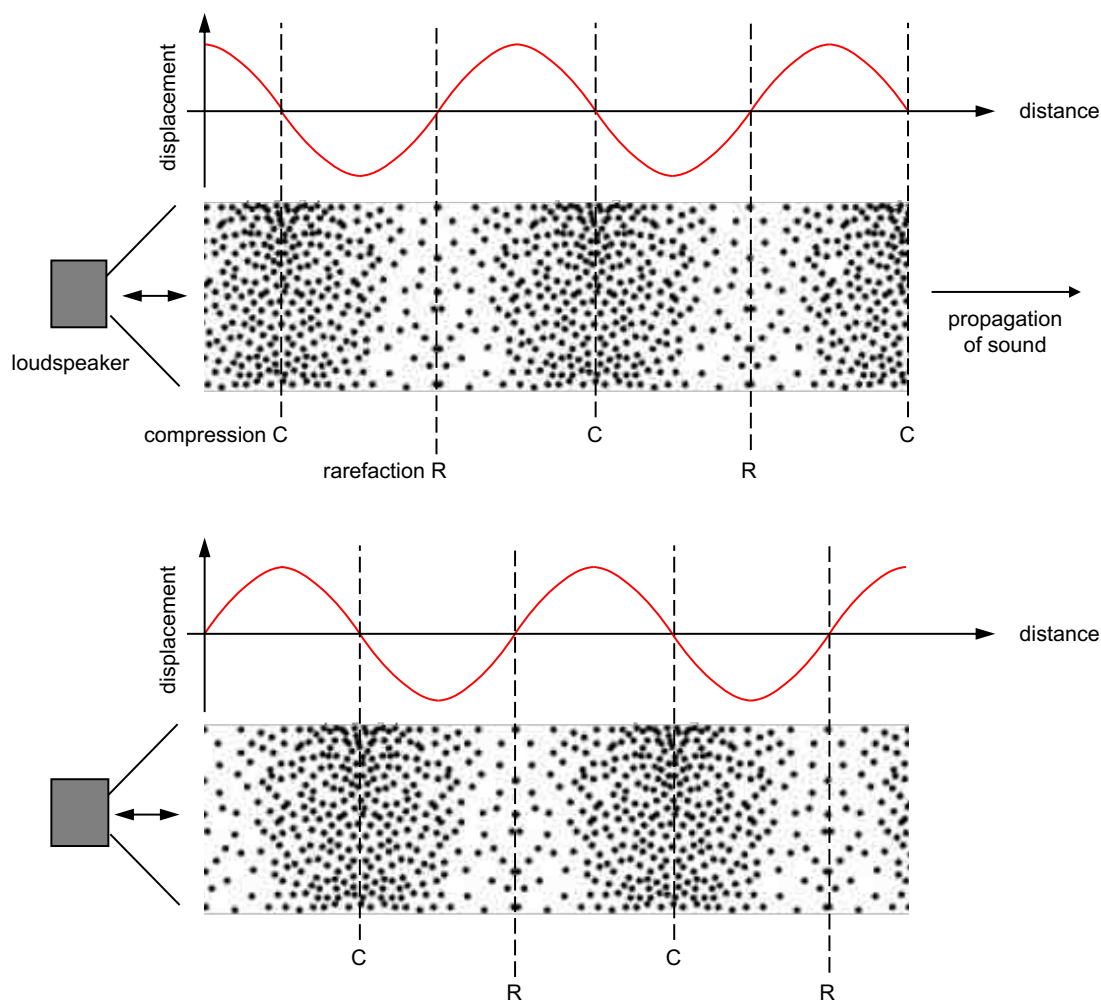 displacement
distance
loudspeaker
propagation
of sound
compression C
C
C
rarefaction R
R
displacement
distance
C
C
R
R